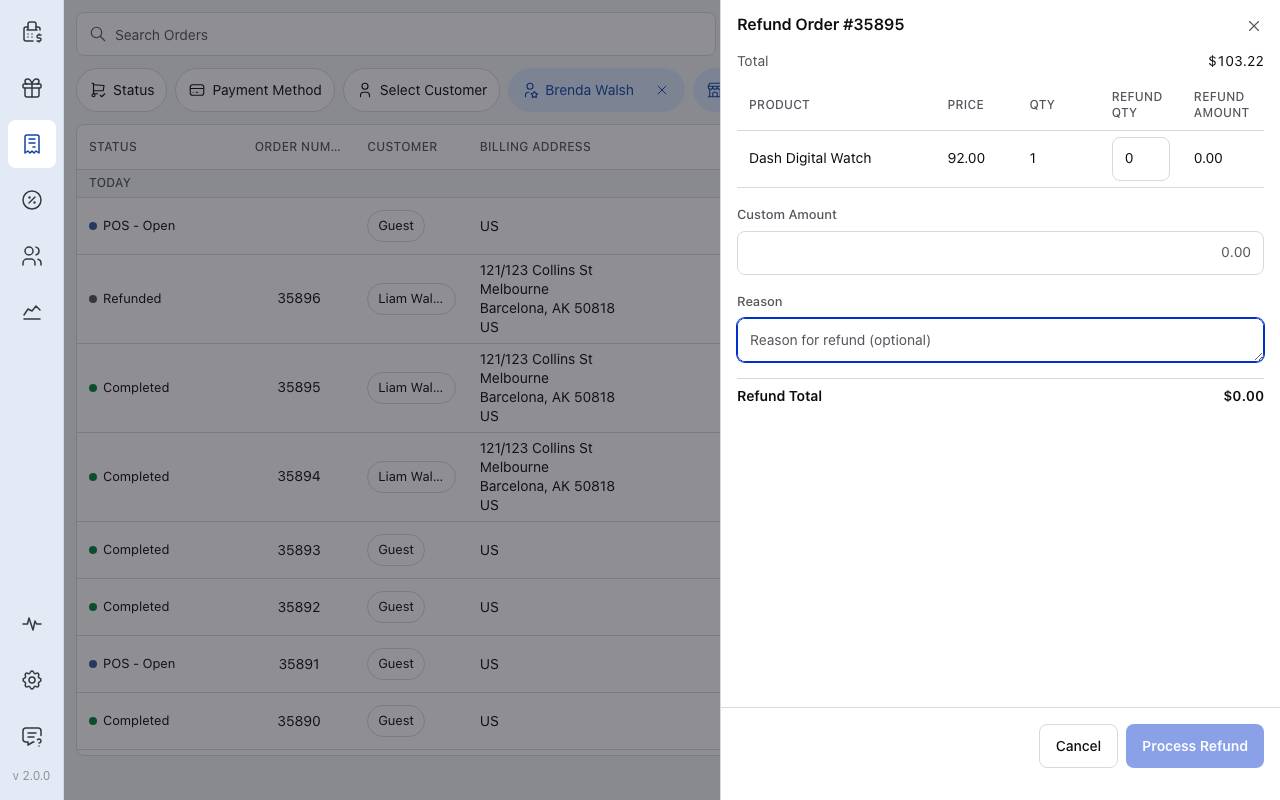 Search Orders
Status
Payment Method
Select Customer
Brenda Walsh
STATUS
ORDER NUM...
CUSTOMER
BILLING ADDRESS
TODAY
POS - Open
Guest
US
Refunded
35896
Liam Wal...
121/123 Collins St
Melbourne
Barcelona, AK 50818
US
Completed
35895
Liam Wal...
121/123 Collins St
Melbourne
Barcelona, AK 50818
US
Completed
35894
Liam Wal...
121/123 Collins St
Melbourne
Barcelona, AK 50818
US
Completed
35893
Guest
US
Completed
35892
Guest
US
POS - Open
35891
Guest
US
Completed
35890
Guest
US
v 2.0.0
Refund Order #35895
Total
$103.22
PRODUCT
PRICE
QTY
REFUND QTY
REFUND AMOUNT
Dash Digital Watch
92.00
1
0
0.00
Custom Amount
0.00
Reason
Reason for refund (optional)
Refund Total
$0.00
Cancel
Process Refund